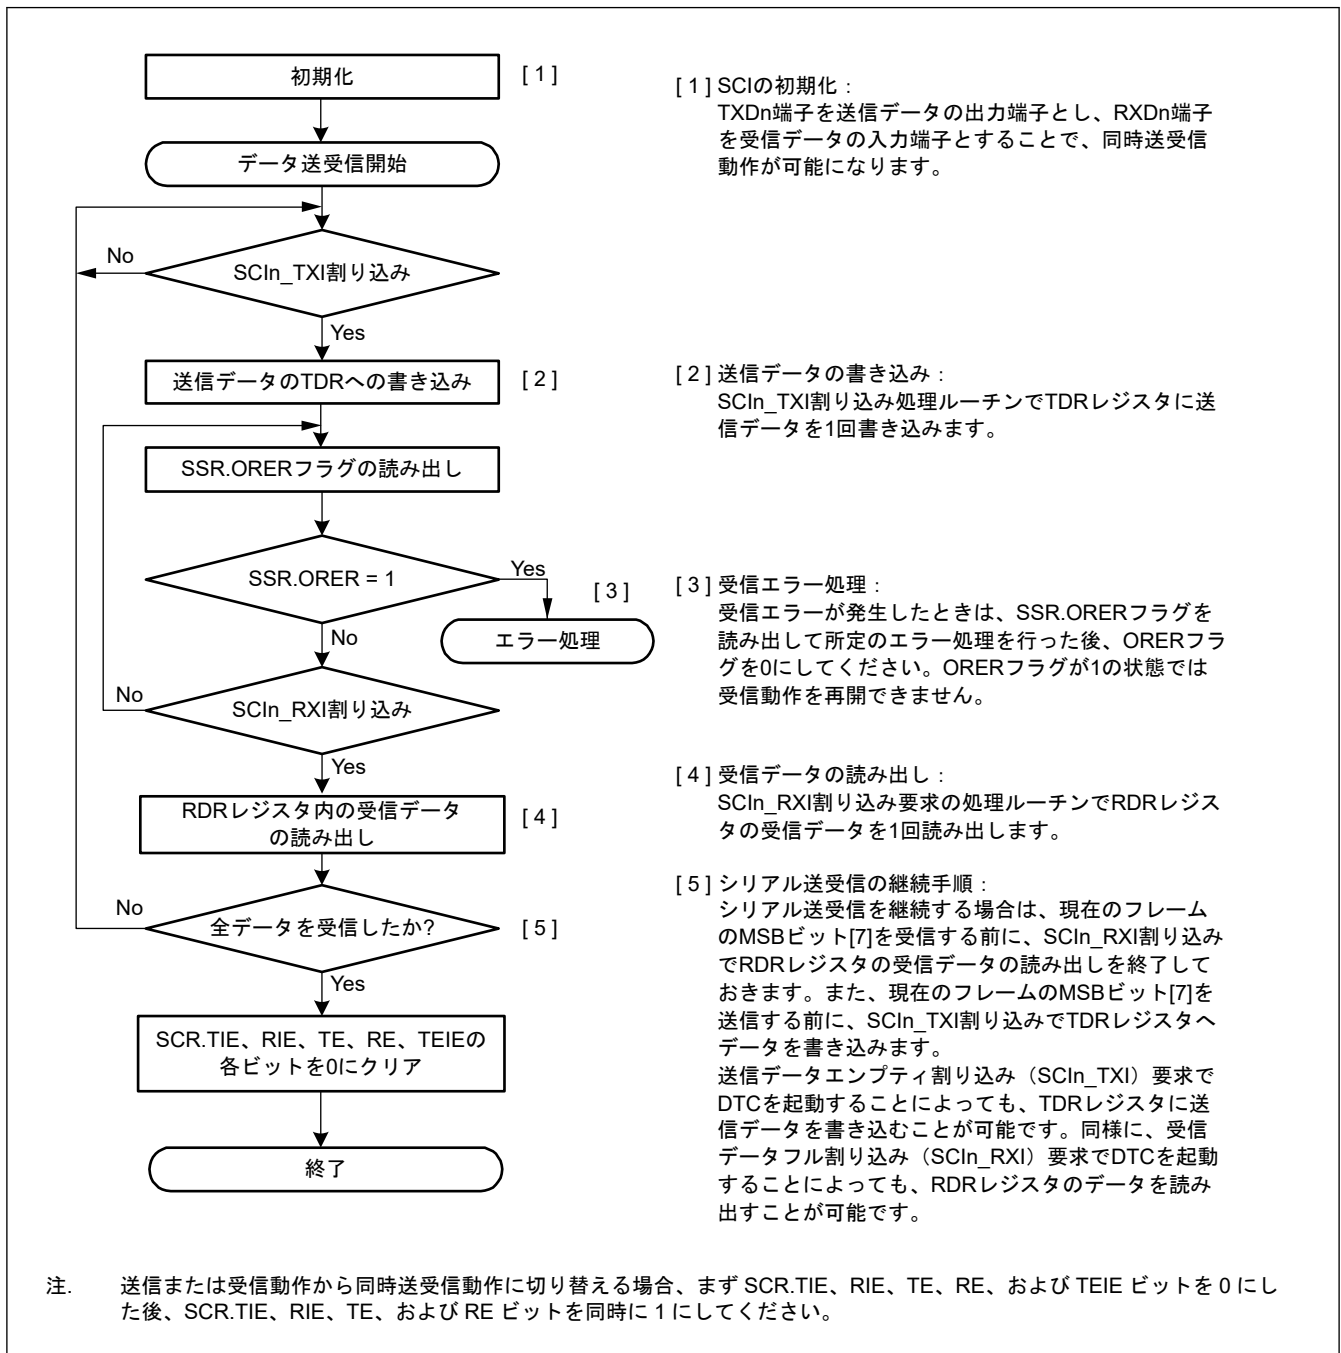 初期化
[ 1 ]
データ送受信開始
No
SCIn_TXI割り込み
Yes
送信データのTDRへの書き込み
[ 2 ]
SSR.ORERフラグの読み出し
SSR.ORER = 1
Yes
[ 3 ]
エラー処理
No
No
SCIn_RXI割り込み
Yes
RDRレジスタ内の受信データ
の読み出し
[ 4 ]
No
全データを受信したか?
[ 5 ]
Yes
SCR.TIE、RIE、TE、RE、TEIEの
各ビットを0にクリア
終了
[ 1 ] SCIの初期化：
TXDn端子を送信データの出力端子とし、RXDn端子
を受信データの入力端子とすることで、同時送受信
動作が可能になります。
[ 2 ] 送信データの書き込み：
SCIn_TXI割り込み処理ルーチンでTDRレジスタに送
信データを1回書き込みます。
[ 3 ] 受信エラー処理：
受信エラーが発生したときは、SSR.ORERフラグを
読み出して所定のエラー処理を行った後、ORERフラ
グを0にしてください。ORERフラグが1の状態では
受信動作を再開できません。
[ 4 ] 受信データの読み出し：
SCIn_RXI割り込み要求の処理ルーチンでRDRレジス
タの受信データを1回読み出します。
[ 5 ] シリアル送受信の継続手順：
シリアル送受信を継続する場合は、現在のフレーム
のMSBビット[7]を受信する前に、SCIn_RXI割り込み
でRDRレジスタの受信データの読み出しを終了して
おきます。また、現在のフレームのMSBビット[7]を
送信する前に、SCIn_TXI割り込みでTDRレジスタへ
データを書き込みます。
送信データエンプティ割り込み（SCIn_TXI）要求で
DTCを起動することによっても、TDRレジスタに送
信データを書き込むことが可能です。同様に、受信
データフル割り込み（SCIn_RXI）要求でDTCを起動
することによっても、RDRレジスタのデータを読み
出すことが可能です。
注. 送信または受信動作から同時送受信動作に切り替える場合、まず SCR.TIE、RIE、TE、RE、および TEIE ビットを 0 にし
た後、SCR.TIE、RIE、TE、および RE ビットを同時に 1 にしてください。